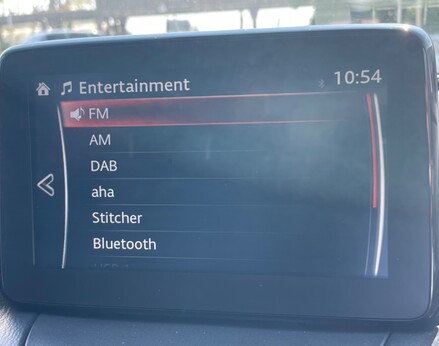 Entertainment 10:54
FM
AM
DAB
aha
Stitcher
Bluetooth